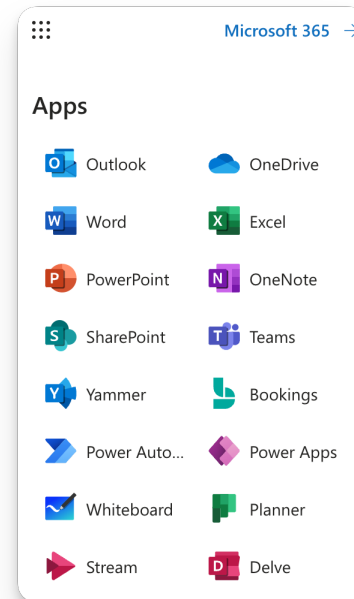 Microsoft 365
Apps
Outlook OneDrive
Word Excel
PowerPoint OneNote
SharePoint Teams
Yammer Bookings
Power Auto... Power Apps
Whiteboard Planner
Stream Delve